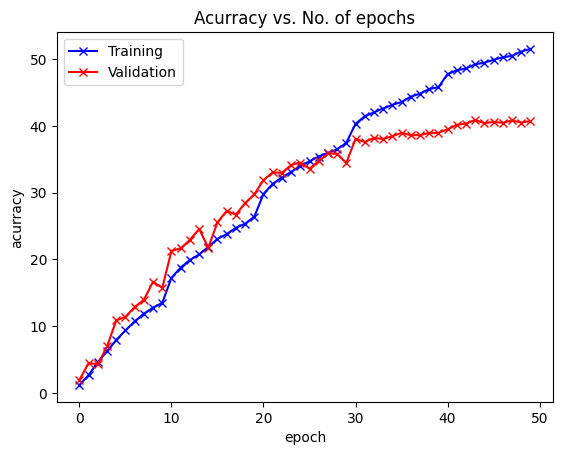 Acurracy vs. No. of epochs
Training
Validation
acurracy
50
40
30
20
10
0
0 10 20 30 40 50
epoch